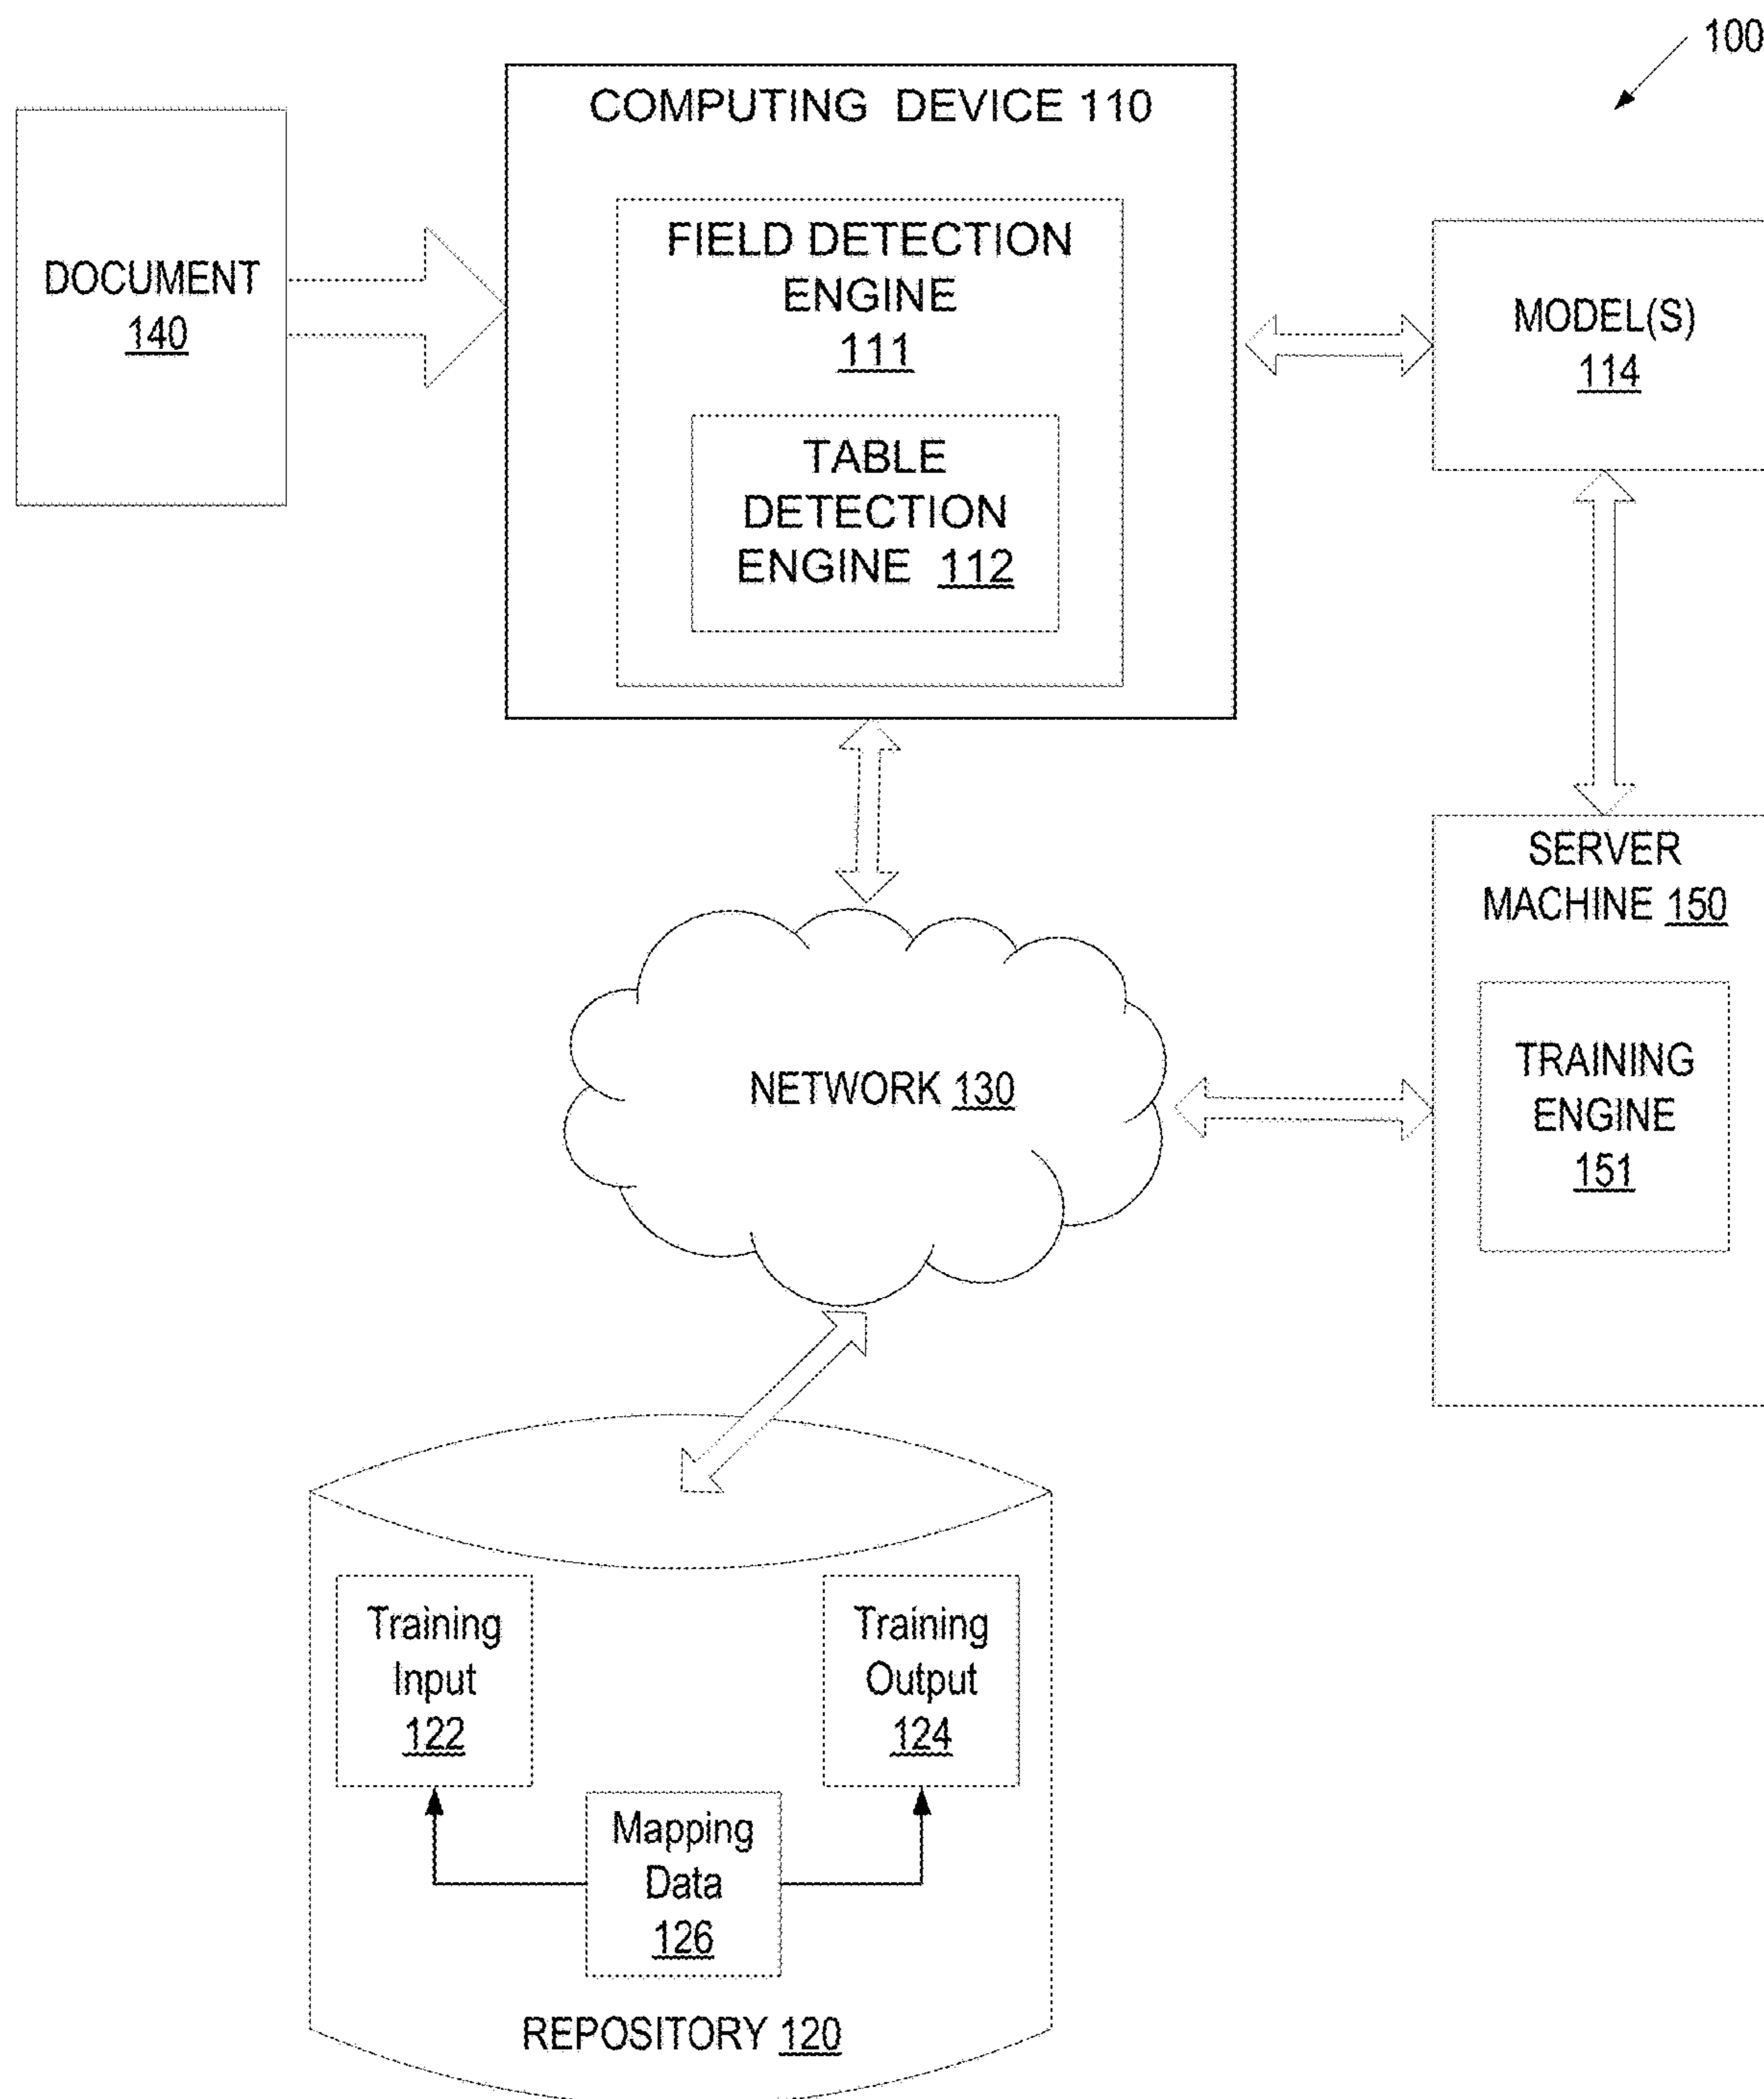 100
COMPUTING DEVICE 110
DOCUMENT
140
FIELD DETECTION
ENGINE
111
TABLE
DETECTION
ENGINE 112
MODEL(S)
114
SERVER
MACHINE 150
TRAINING
ENGINE
151
NETWORK 130
Training
Input
122
Training
Output
124
Mapping
Data
126
REPOSITORY 120